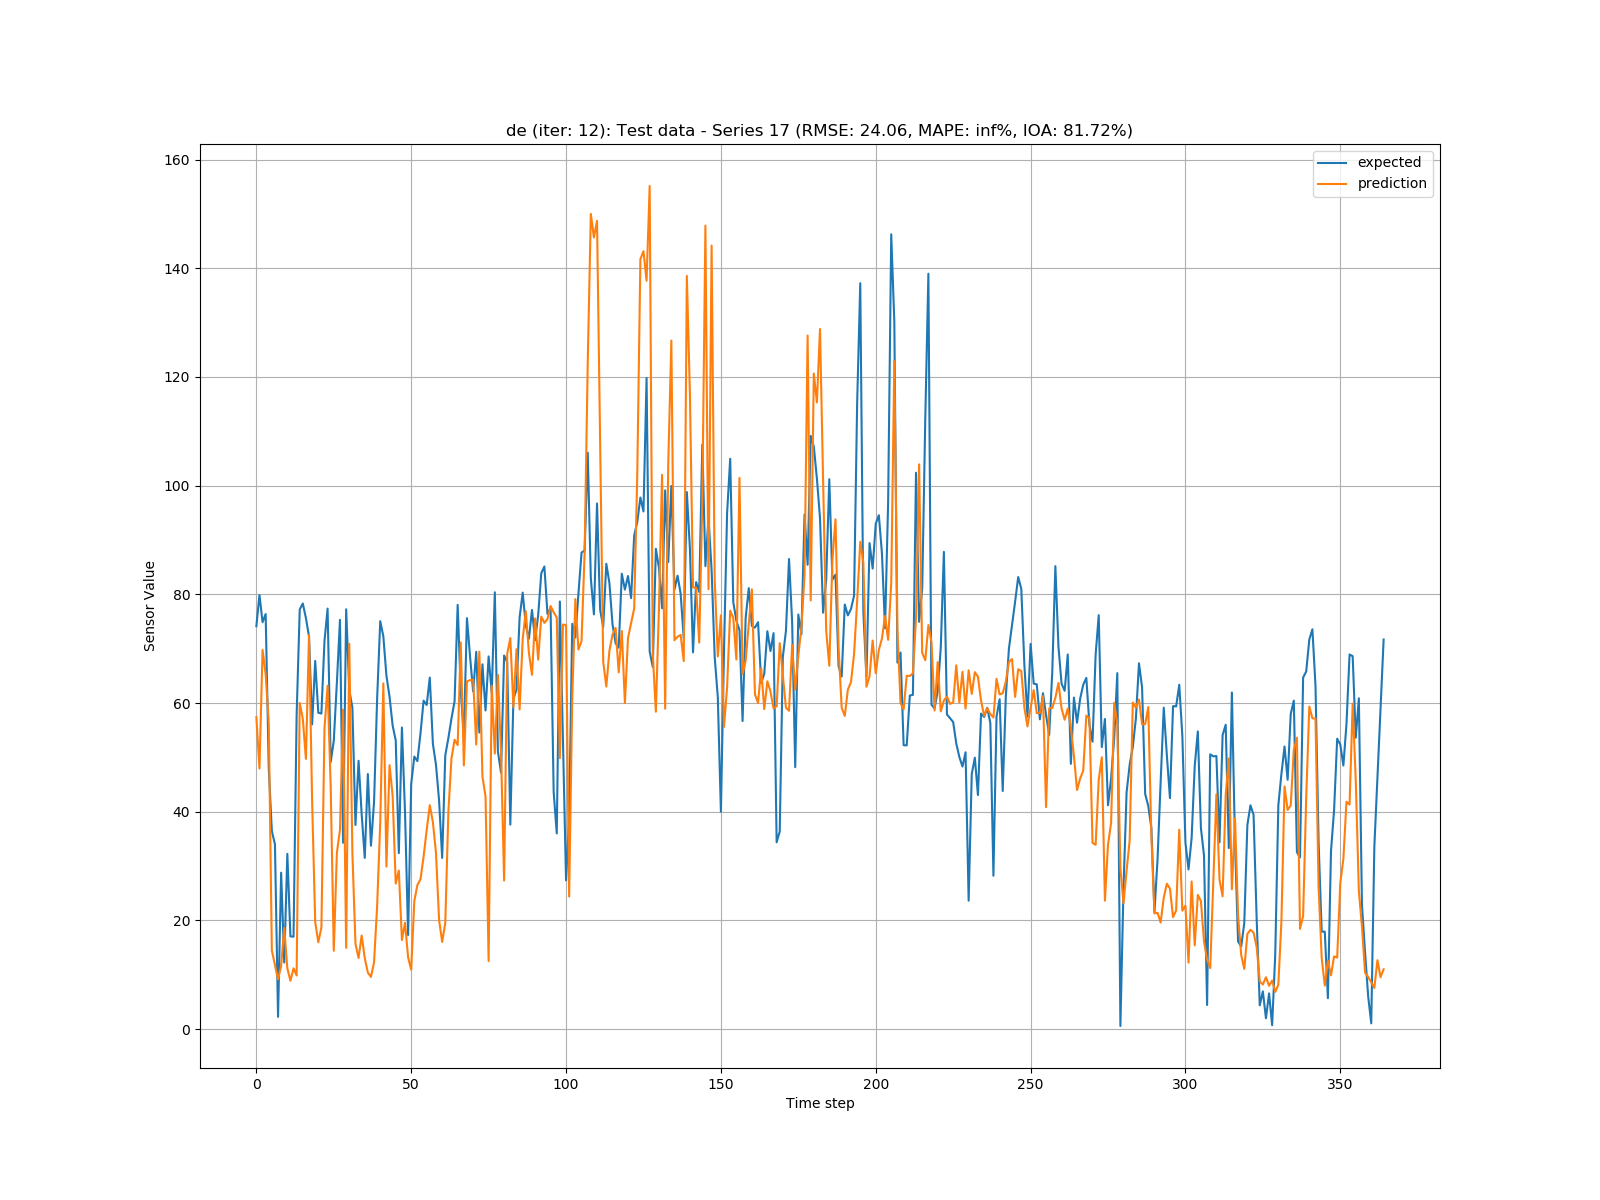 de (iter: 12): Test data - Series 17 (RMSE: 24.06, MAPE: inf%, IOA: 81.72%)
expected
prediction
160
140
120
100
80
60
40
20
0
Sensor Value
0 50 100 150 200 250 300 350
Time step